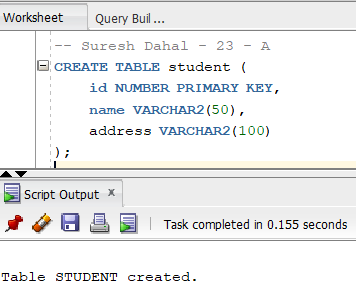 Worksheet Query Buil ...
-- Suresh Dahal - 23 - A
CREATE TABLE student (
id NUMBER PRIMARY KEY,
name VARCHAR2(50),
address VARCHAR2(100)
);
Script Output x
Task completed in 0.155 seconds
Table STUDENT created.